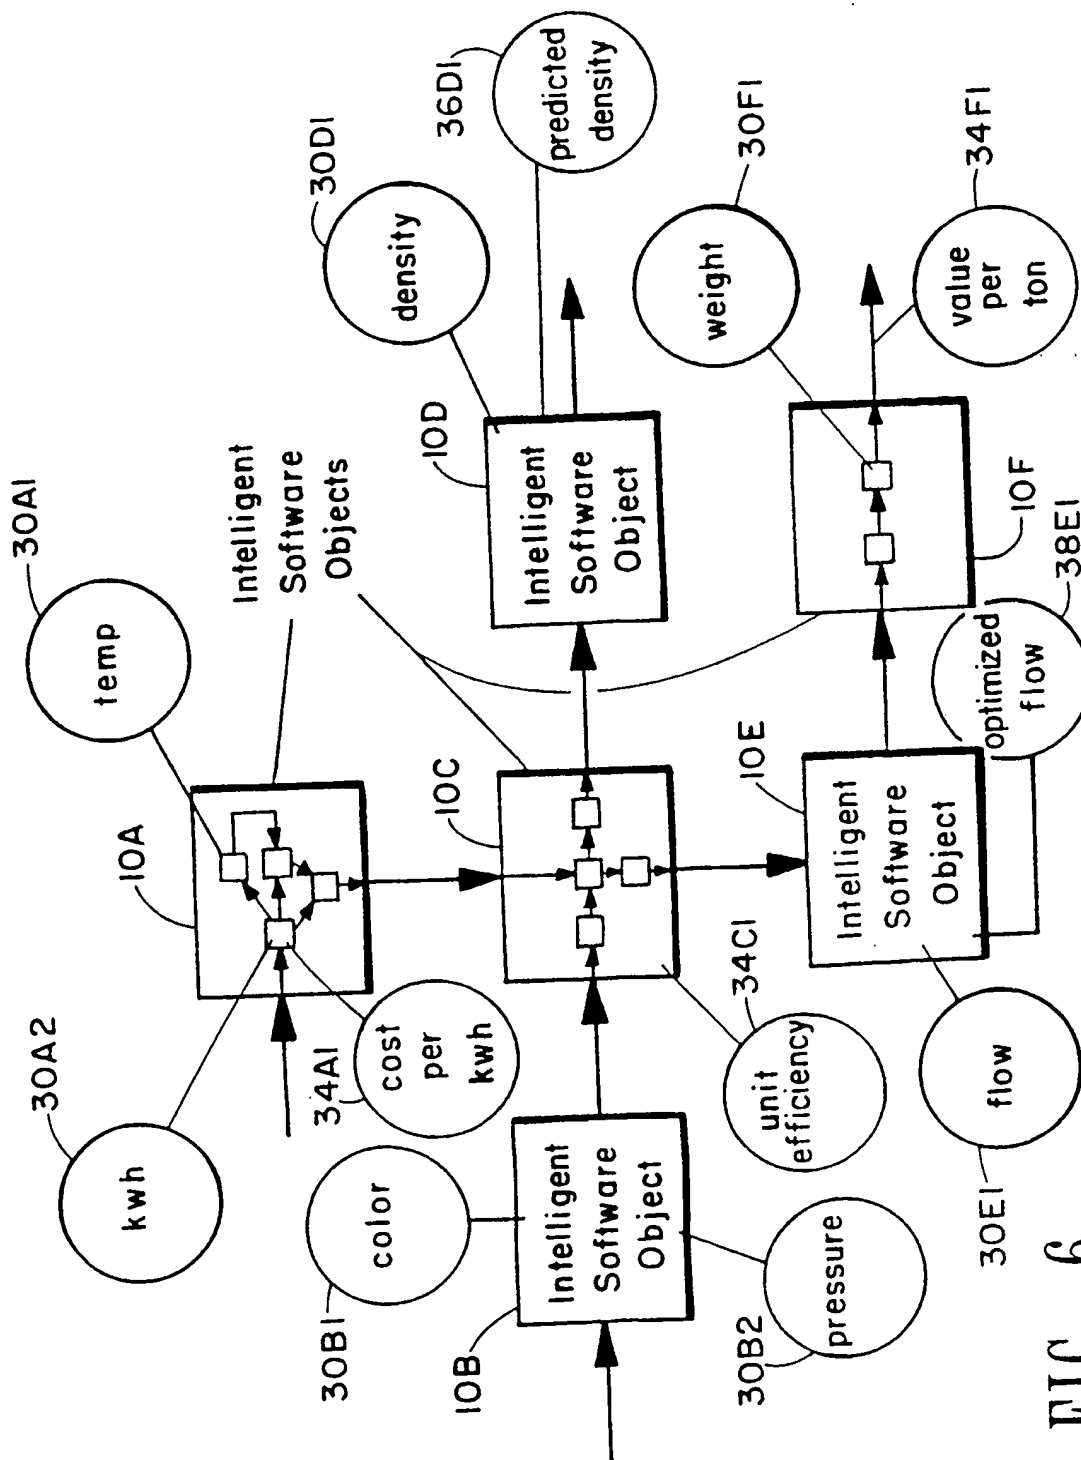 30A1
temp
30A2
kwh
10A
34A1
cost
per
kwh
Intelligent
Software
Objects
30D1
density
36D1
predicted
density
30B1
color
10B
Intelligent
Software
Object
30B2
pressure
10C
34C1
unit
efficiency
10D
Intelligent
Software
Object
10E
Intelligent
Software
Object
30E1
flow
optimized
flow
38E1
10F
weight
30F1
value
per
ton
34F1
FIG. 9